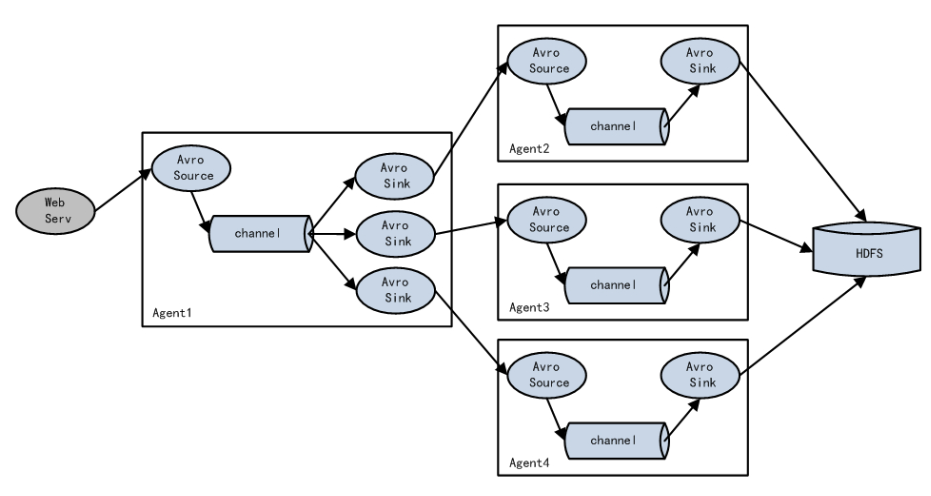 Web
Serv
Avro
Source
channel
Avro
Sink
Avro
Sink
Avro
Sink
Agent1
Avro
Source
Avro
Sink
channel
Agent2
Avro
Source
Avro
Sink
channel
Agent3
Avro
Source
Avro
Sink
channel
Agent4
HDFS